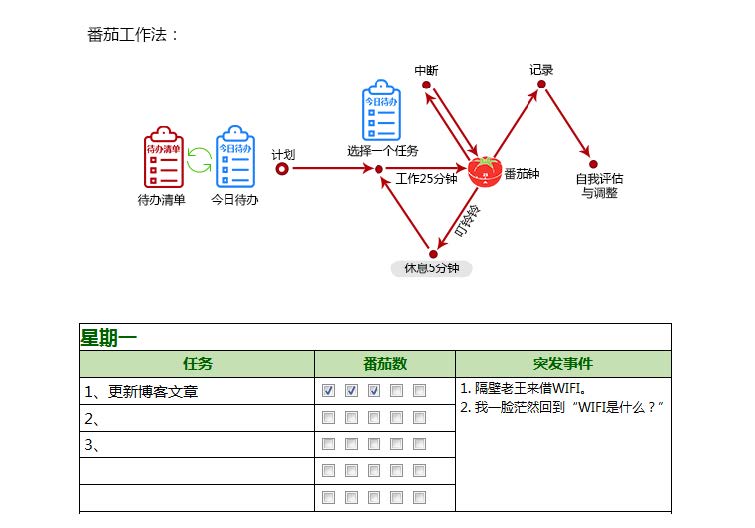 番茄工作法：
中断
记录
今日待办
选择一个任务
待办清单
今日待办
计划
工作25分钟
番茄钟
自我评估
与调整
待办清单
今日待办
叮铃铃
休息5分钟
星期一
任务 番茄数 突发事件
1、更新博客文章
1. 隔壁老王来借WIFI。
2. 我一脸茫然回到“WIFI是什么？”
2、
3、